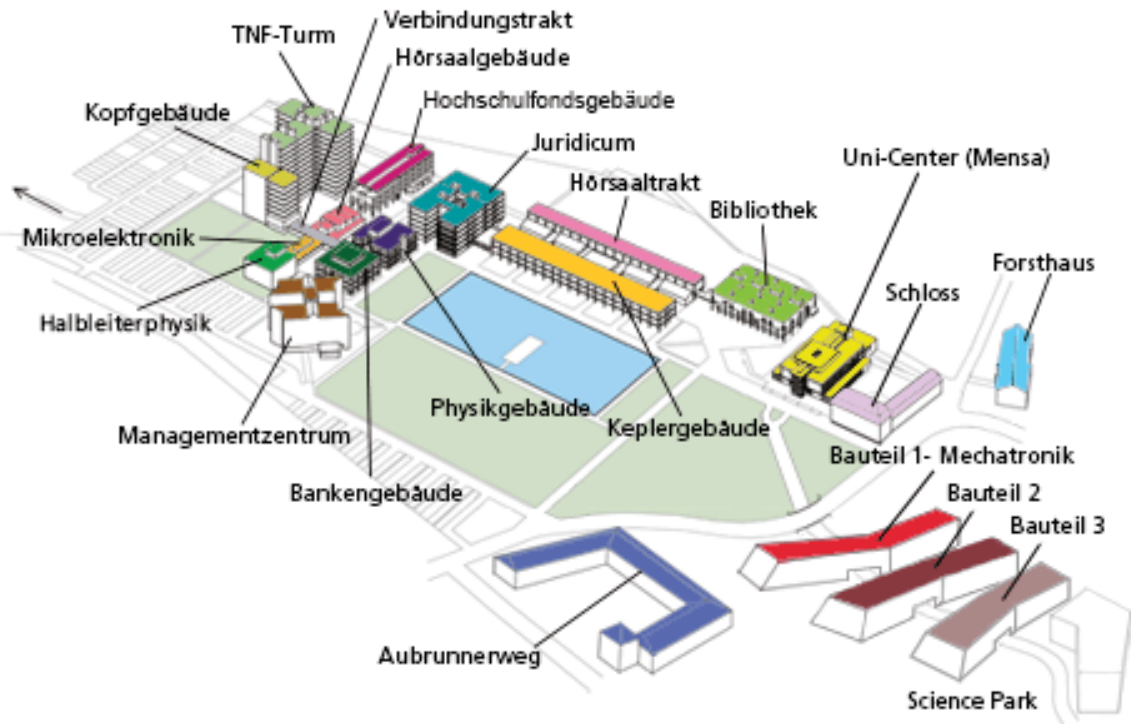 Verbindungstrakt
TNF-Turm
Hörsaalgebäude
Kopfgebäude
Hochschulfondsgebäude
Juridicum
Uni-Center (Mensa)
Hörsaaltrakt
Bibliothek
Mikroelektronik
Forsthaus
Schloss
Halbleiterphysik
Physikgebäude
Keplergebäude
Managementzentrum
Bauteil 1- Mechatronik
Bankengebäude
Bauteil 2
Bauteil 3
Aubrunnerweg
Science Park